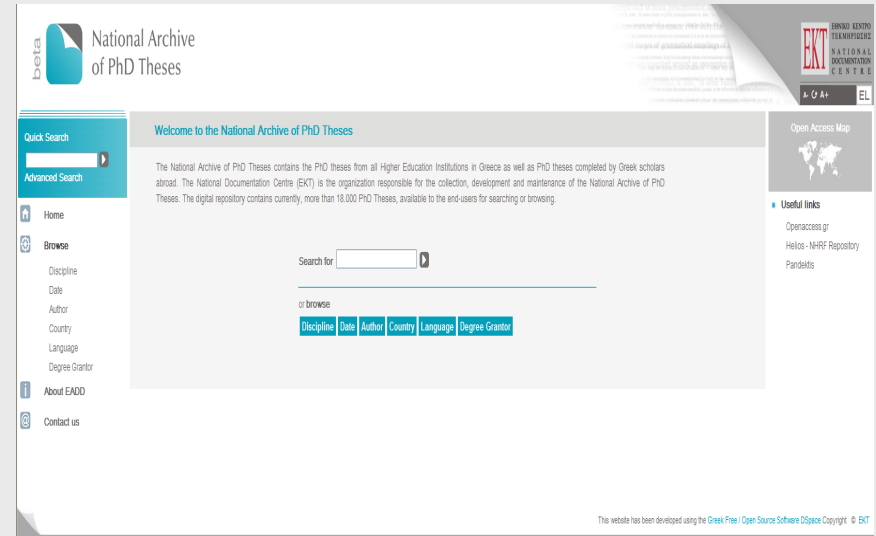 beta
National Archive
of PhD Theses
EKT
ΕΘΝΙΚΟ ΚΕΝΤΡΟ
ΤΕΚΜΗΡΙΩΣΗΣ
NATIONAL
DOCUMENTATION
CENTRE
A- A+
EL
Quick Search
Advanced Search
Home
Browse
Discipline
Date
Author
Country
Language
Degree Grantor
About EADD
Contact us
Welcome to the National Archive of PhD Theses
The National Archive of PhD Theses contains the PhD theses from all Higher Education Institutions in Greece as well as PhD theses completed by Greek scholars
abroad. The National Documentation Centre (EKT) is the organization responsible for the collection, development and maintenance of the National Archive of PhD
Theses. The digital repository contains currently, more than 18.000 PhD Theses, available to the end-users for searching or browsing.
Search for
or browse
Discipline Date Author Country Language Degree Grantor
Open Access Map
Useful links
Openaccess.gr
Helios - NHRF Repository
Pandektis
This website has been developed using the Greek Free / Open Source Software DSpace Copyright © EKT